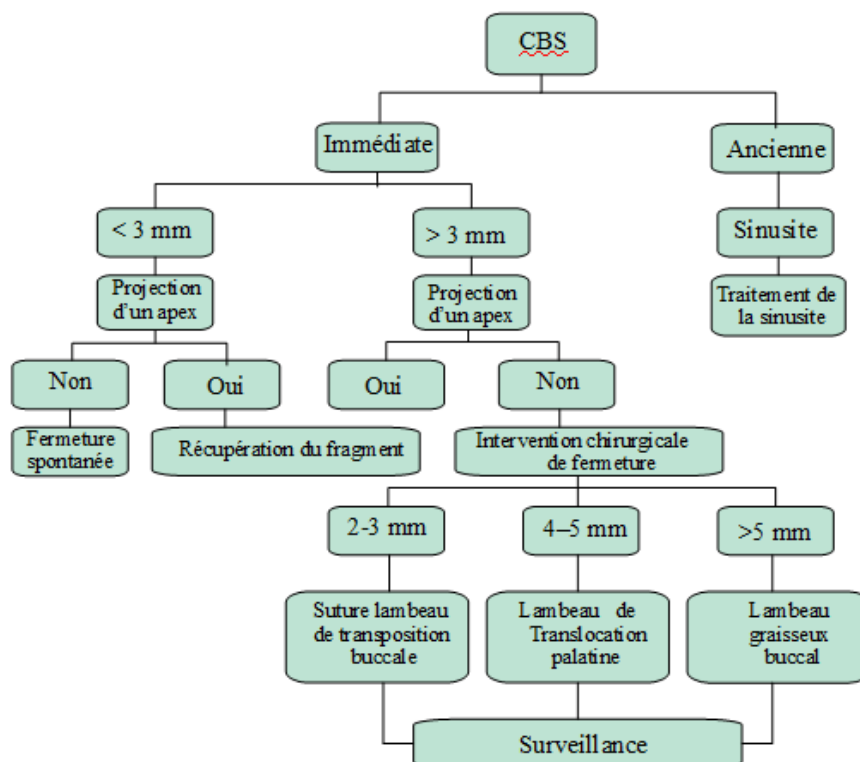 CBS
Immédiate
Ancienne
< 3 mm
> 3 mm
Sinusite
Projection
d'un apex
Projection
d'un apex
Traitement de
la sinusite
Non
Oui
Oui
Non
Fermeture
spontanée
Récupération du fragment
Intervention chirurgicale
de fermeture
2-3 mm
4–5 mm
>5 mm
Suture lambeau
de transposition
buccale
Lambeau de
Translocation
palatine
Lambeau
graisseux
buccal
Surveillance